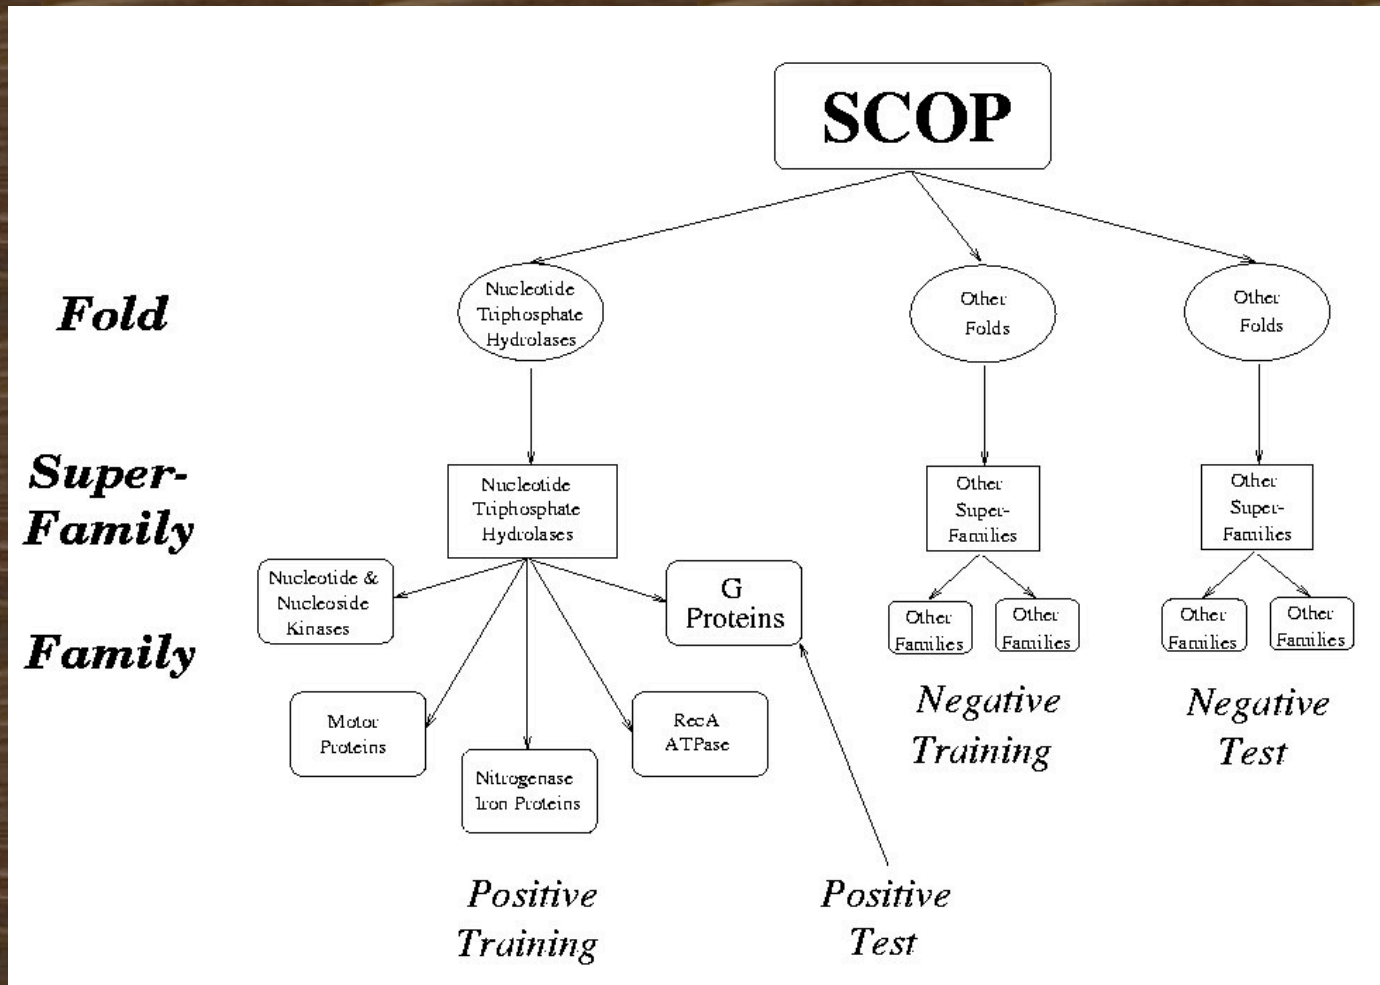 SCOP
Fold
Nucleotide
Triphosphate
Hydrolases
Other
Folds
Other
Folds
Super-
Family
Nucleotide
Triphosphate
Hydrolases
Other
Super-
Families
Other
Super-
Families
Family
Nucleotide &
Nucleoside
Kinases
G
Proteins
Other
Families
Other
Families
Other
Families
Other
Families
Motor
Proteins
Nitrogenase
Iron Proteins
RecA
ATPase
Negative
Training
Negative
Test
Positive
Training
Positive
Test